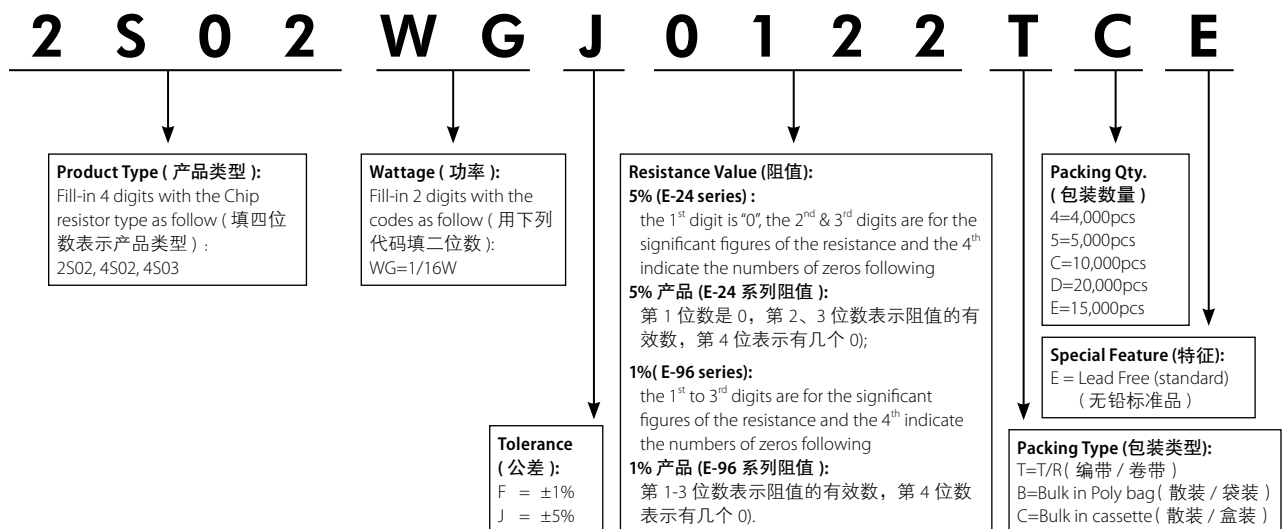 2 S 0 2 W G J 0 1 2 2 T C E
Product Type ( 产品类型 ):
Fill-in 4 digits with the Chip
resistor type as follow ( 填四位
数表示产品类型 ) :
2S02, 4S02, 4S03
Wattage ( 功率 ):
Fill-in 2 digits with the
codes as follow ( 用下列
代码填二位数 ):
WG=1/16W
Tolerance
( 公差 ):
F = ±1%
J = ±5%
Resistance Value (阻值):
5% (E-24 series) :
the 1st digit is "0", the 2nd & 3rd digits are for the
significant figures of the resistance and the 4th
indicate the numbers of zeros following
5% 产品 (E-24 系列阻值 ):
第 1 位数是 0，第 2、3 位数表示阻值的有
效数，第 4 位表示有几个 0);
1%( E-96 series):
the 1st to 3rd digits are for the significant
figures of the resistance and the 4th indicate
the numbers of zeros following
1% 产品 (E-96 系列阻值 ):
第 1-3 位数表示阻值的有效数，第 4 位数
表示有几个 0).
Packing Qty.
( 包装数量 )
4=4,000pcs
5=5,000pcs
C=10,000pcs
D=20,000pcs
E=15,000pcs
Special Feature (特征):
E = Lead Free (standard)
( 无铅标准品 )
Packing Type (包装类型):
T=T/R( 编带 / 卷带 )
B=Bulk in Poly bag( 散装 / 袋装 )
C=Bulk in cassette( 散装 / 盒装 )